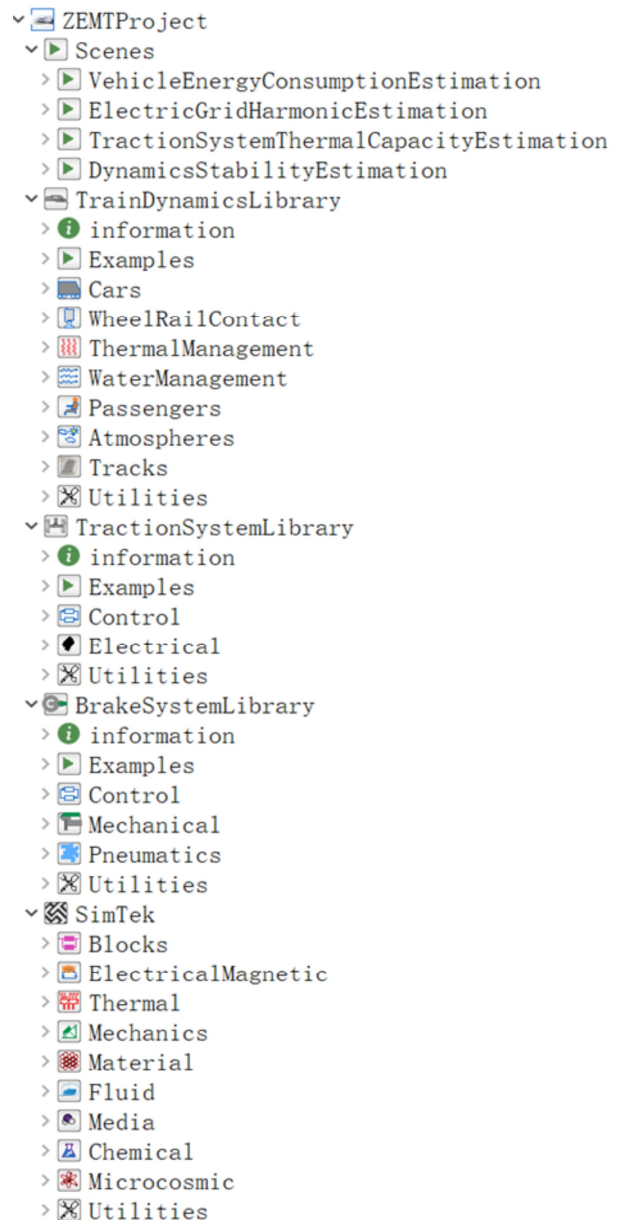 ZEMTProject
Scenes
VehicleEnergyConsumptionEstimation
ElectricGridHarmonicEstimation
TractionSystemThermalCapacityEstimation
DynamicsStabilityEstimation
TrainDynamicsLibrary
information
Examples
Cars
WheelRailContact
ThermalManagement
WaterManagement
Passengers
Atmospheres
Tracks
Utilities
TractionSystemLibrary
information
Examples
Control
Electrical
Utilities
BrakeSystemLibrary
information
Examples
Control
Mechanical
Pneumatics
Utilities
SimTek
Blocks
ElectricalMagnetic
Thermal
Mechanics
Material
Fluid
Media
Chemical
Microcosmic
Utilities